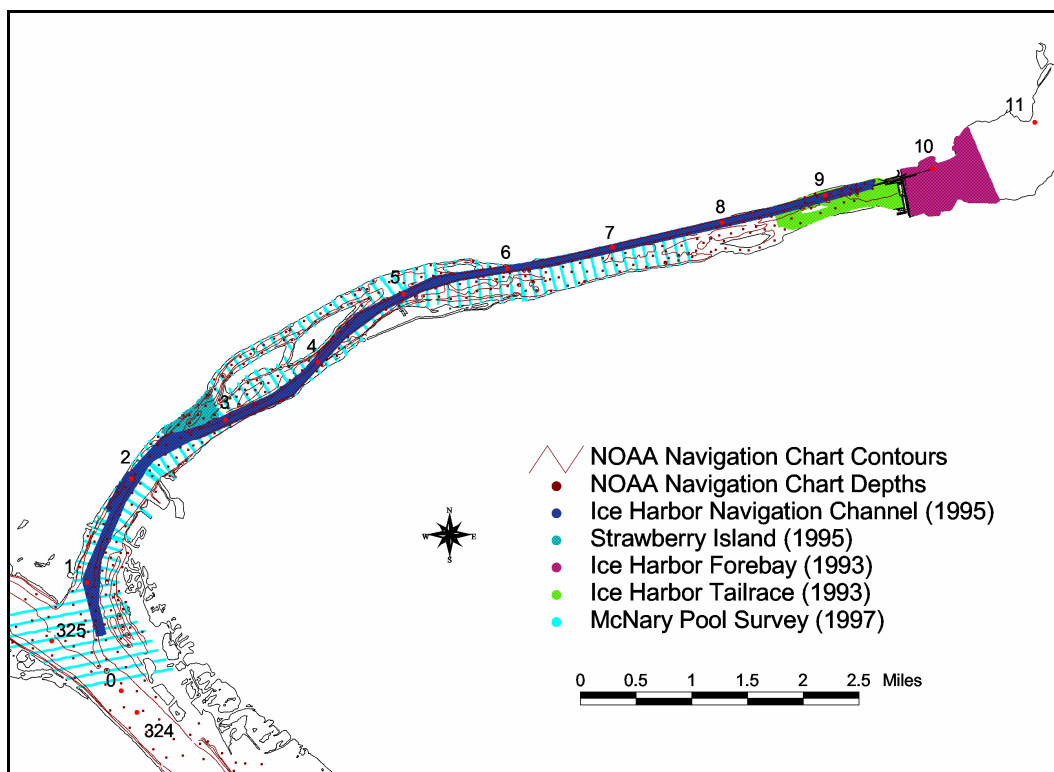 11
10
9
8
7
6
5
4
3
2
1
325
0
324
NOAA Navigation Chart Contours
NOAA Navigation Chart Depths
Ice Harbor Navigation Channel (1995)
Strawberry Island (1995)
Ice Harbor Forebay (1993)
Ice Harbor Tailrace (1993)
McNary Pool Survey (1997)
N
W E
S
0 0.5 1 1.5 2 2.5 Miles